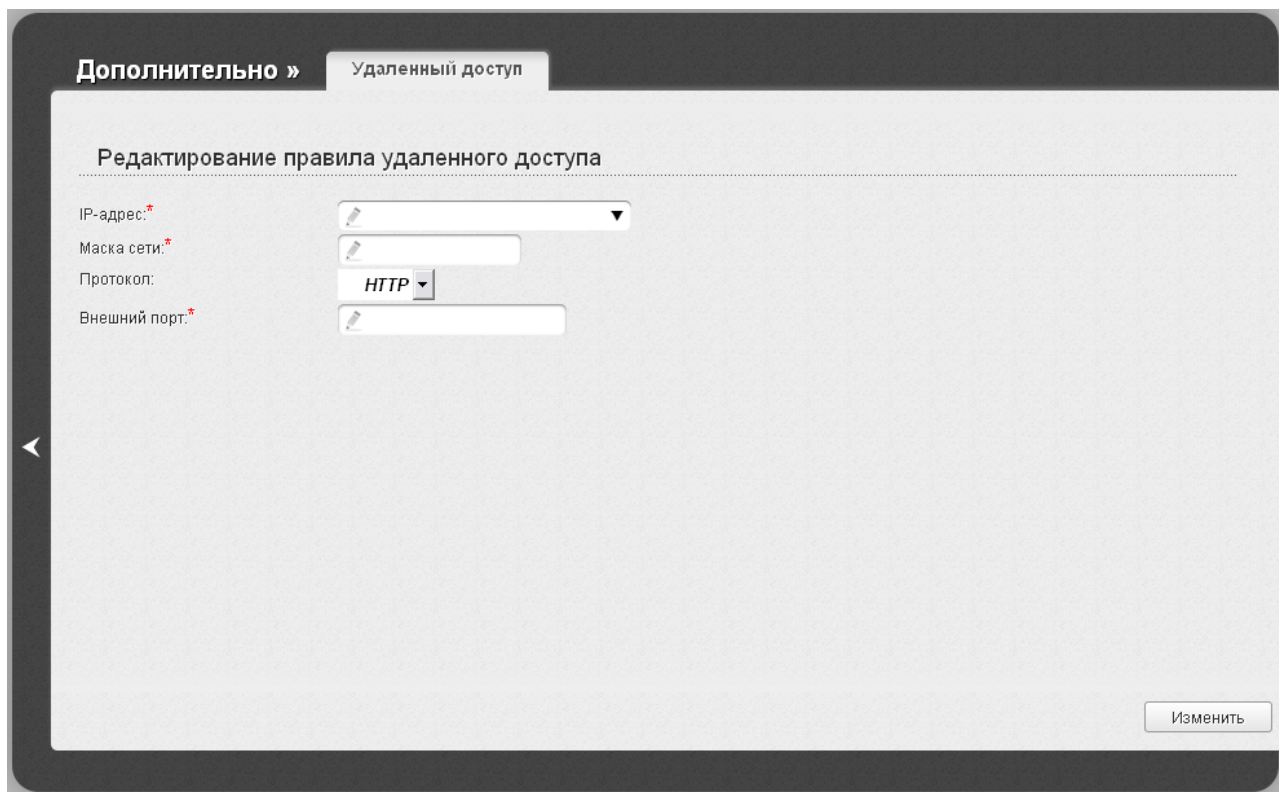 Дополнительно »
Удаленный доступ
Редактирование правила удаленного доступа
IP-адрес:*
Маска сети:*
Протокол:
HTTP
Внешний порт:*
Изменить